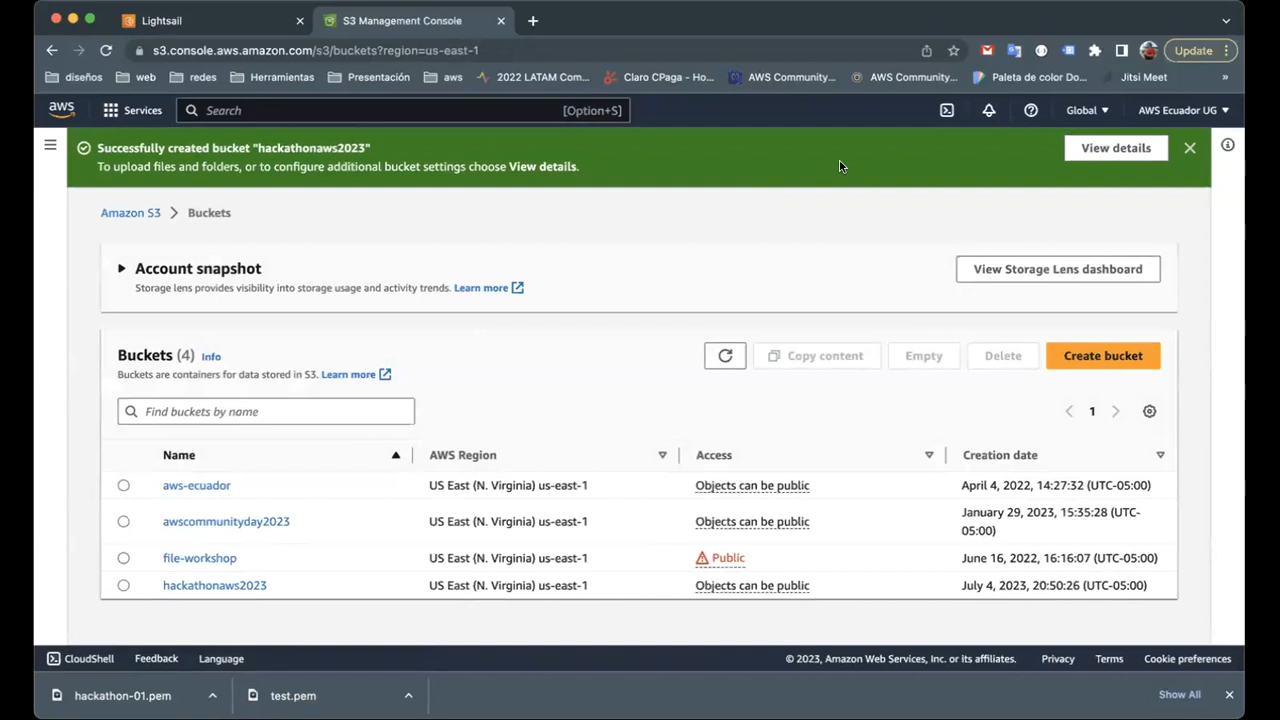 Lightsail
S3 Management Console
s3.console.aws.amazon.com/s3/buckets?region=us-east-1
Update
diseños
web
redes
Herramientas
Presentación
aws
2022 LATAM Com...
Claro CPaga - Ho...
AWS Community...
AWS Community...
Paleta de color Do...
Jitsi Meet
»
aws
Services
Search
[Option+S]
Global
AWS Ecuador UG
Successfully created bucket "hackathonaws2023"
To upload files and folders, or to configure additional bucket settings choose View details.
View details
Amazon S3 > Buckets
Account snapshot
Storage lens provides visibility into storage usage and activity trends. Learn more
View Storage Lens dashboard
Buckets (4) Info
Buckets are containers for data stored in S3. Learn more
Copy content
Empty
Delete
Create bucket
Find buckets by name
1
Name AWS Region Access Creation date
aws-ecuador US East (N. Virginia) us-east-1 Objects can be public April 4, 2022, 14:27:32 (UTC-05:00)
awscommunityday2023 US East (N. Virginia) us-east-1 Objects can be public January 29, 2023, 15:35:28 (UTC-
05:00)
file-workshop US East (N. Virginia) us-east-1 Public June 16, 2022, 16:16:07 (UTC-05:00)
hackathonaws2023 US East (N. Virginia) us-east-1 Objects can be public July 4, 2023, 20:50:26 (UTC-05:00)
CloudShell Feedback Language
© 2023, Amazon Web Services, Inc. or its affiliates. Privacy Terms Cookie preferences
hackathon-01.pem
test.pem
Show All